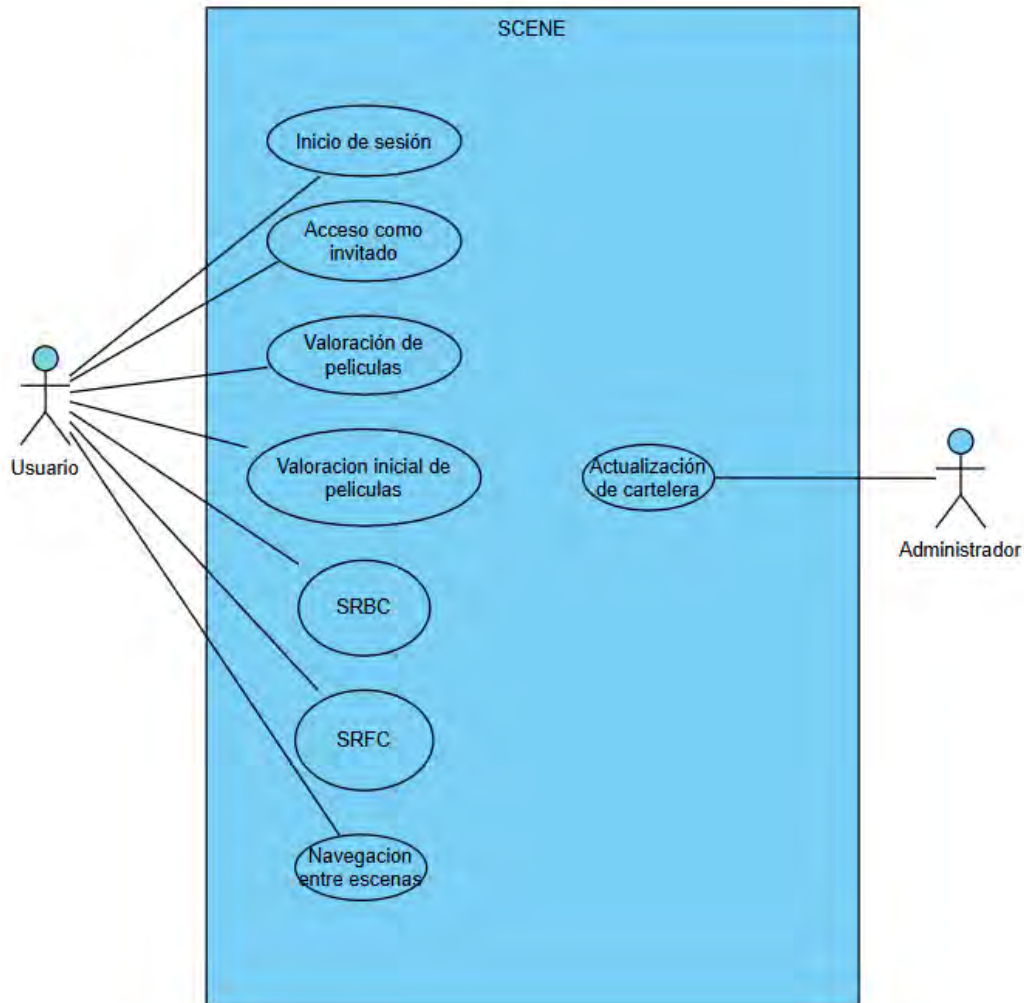 SCENE
Inicio de sesión
Acceso como
invitado
Valoración de
peliculas
Valoracion inicial de
peliculas
SRBC
SRFC
Navegacion
entre escenas
Usuario
Actualización
de cartelera
Administrador